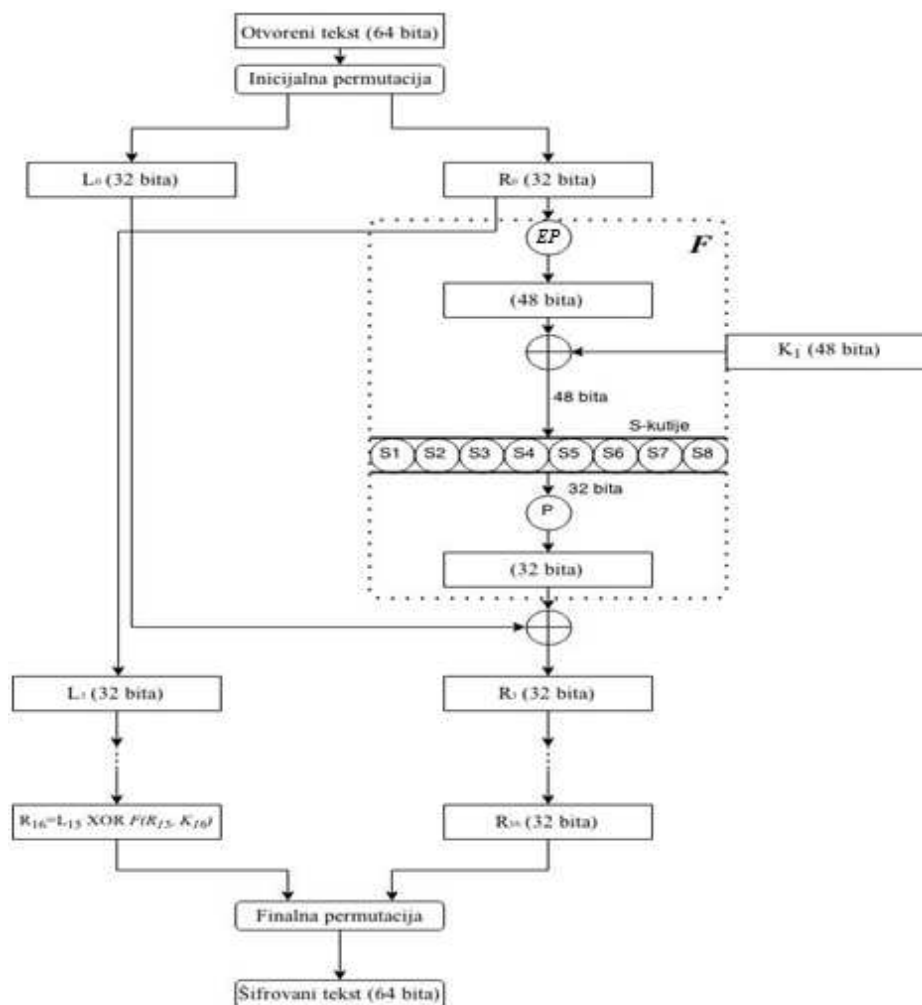 Otvoreni tekst (64 bita)
Inicijalna permutacija
L₀ (32 bita)
R₀ (32 bita)
EP
F
(48 bita)
K₁ (48 bita)
48 bita
S-kutije
S1 S2 S3 S4 S5 S6 S7 S8
32 bita
P
(32 bita)
L₁ (32 bita)
R₁ (32 bita)
R₁₆=L₁₅ XOR F(R₁₅, K₁₆)
R₁₆ (32 bita)
Finalna permutacija
Šifrovani tekst (64 bita)